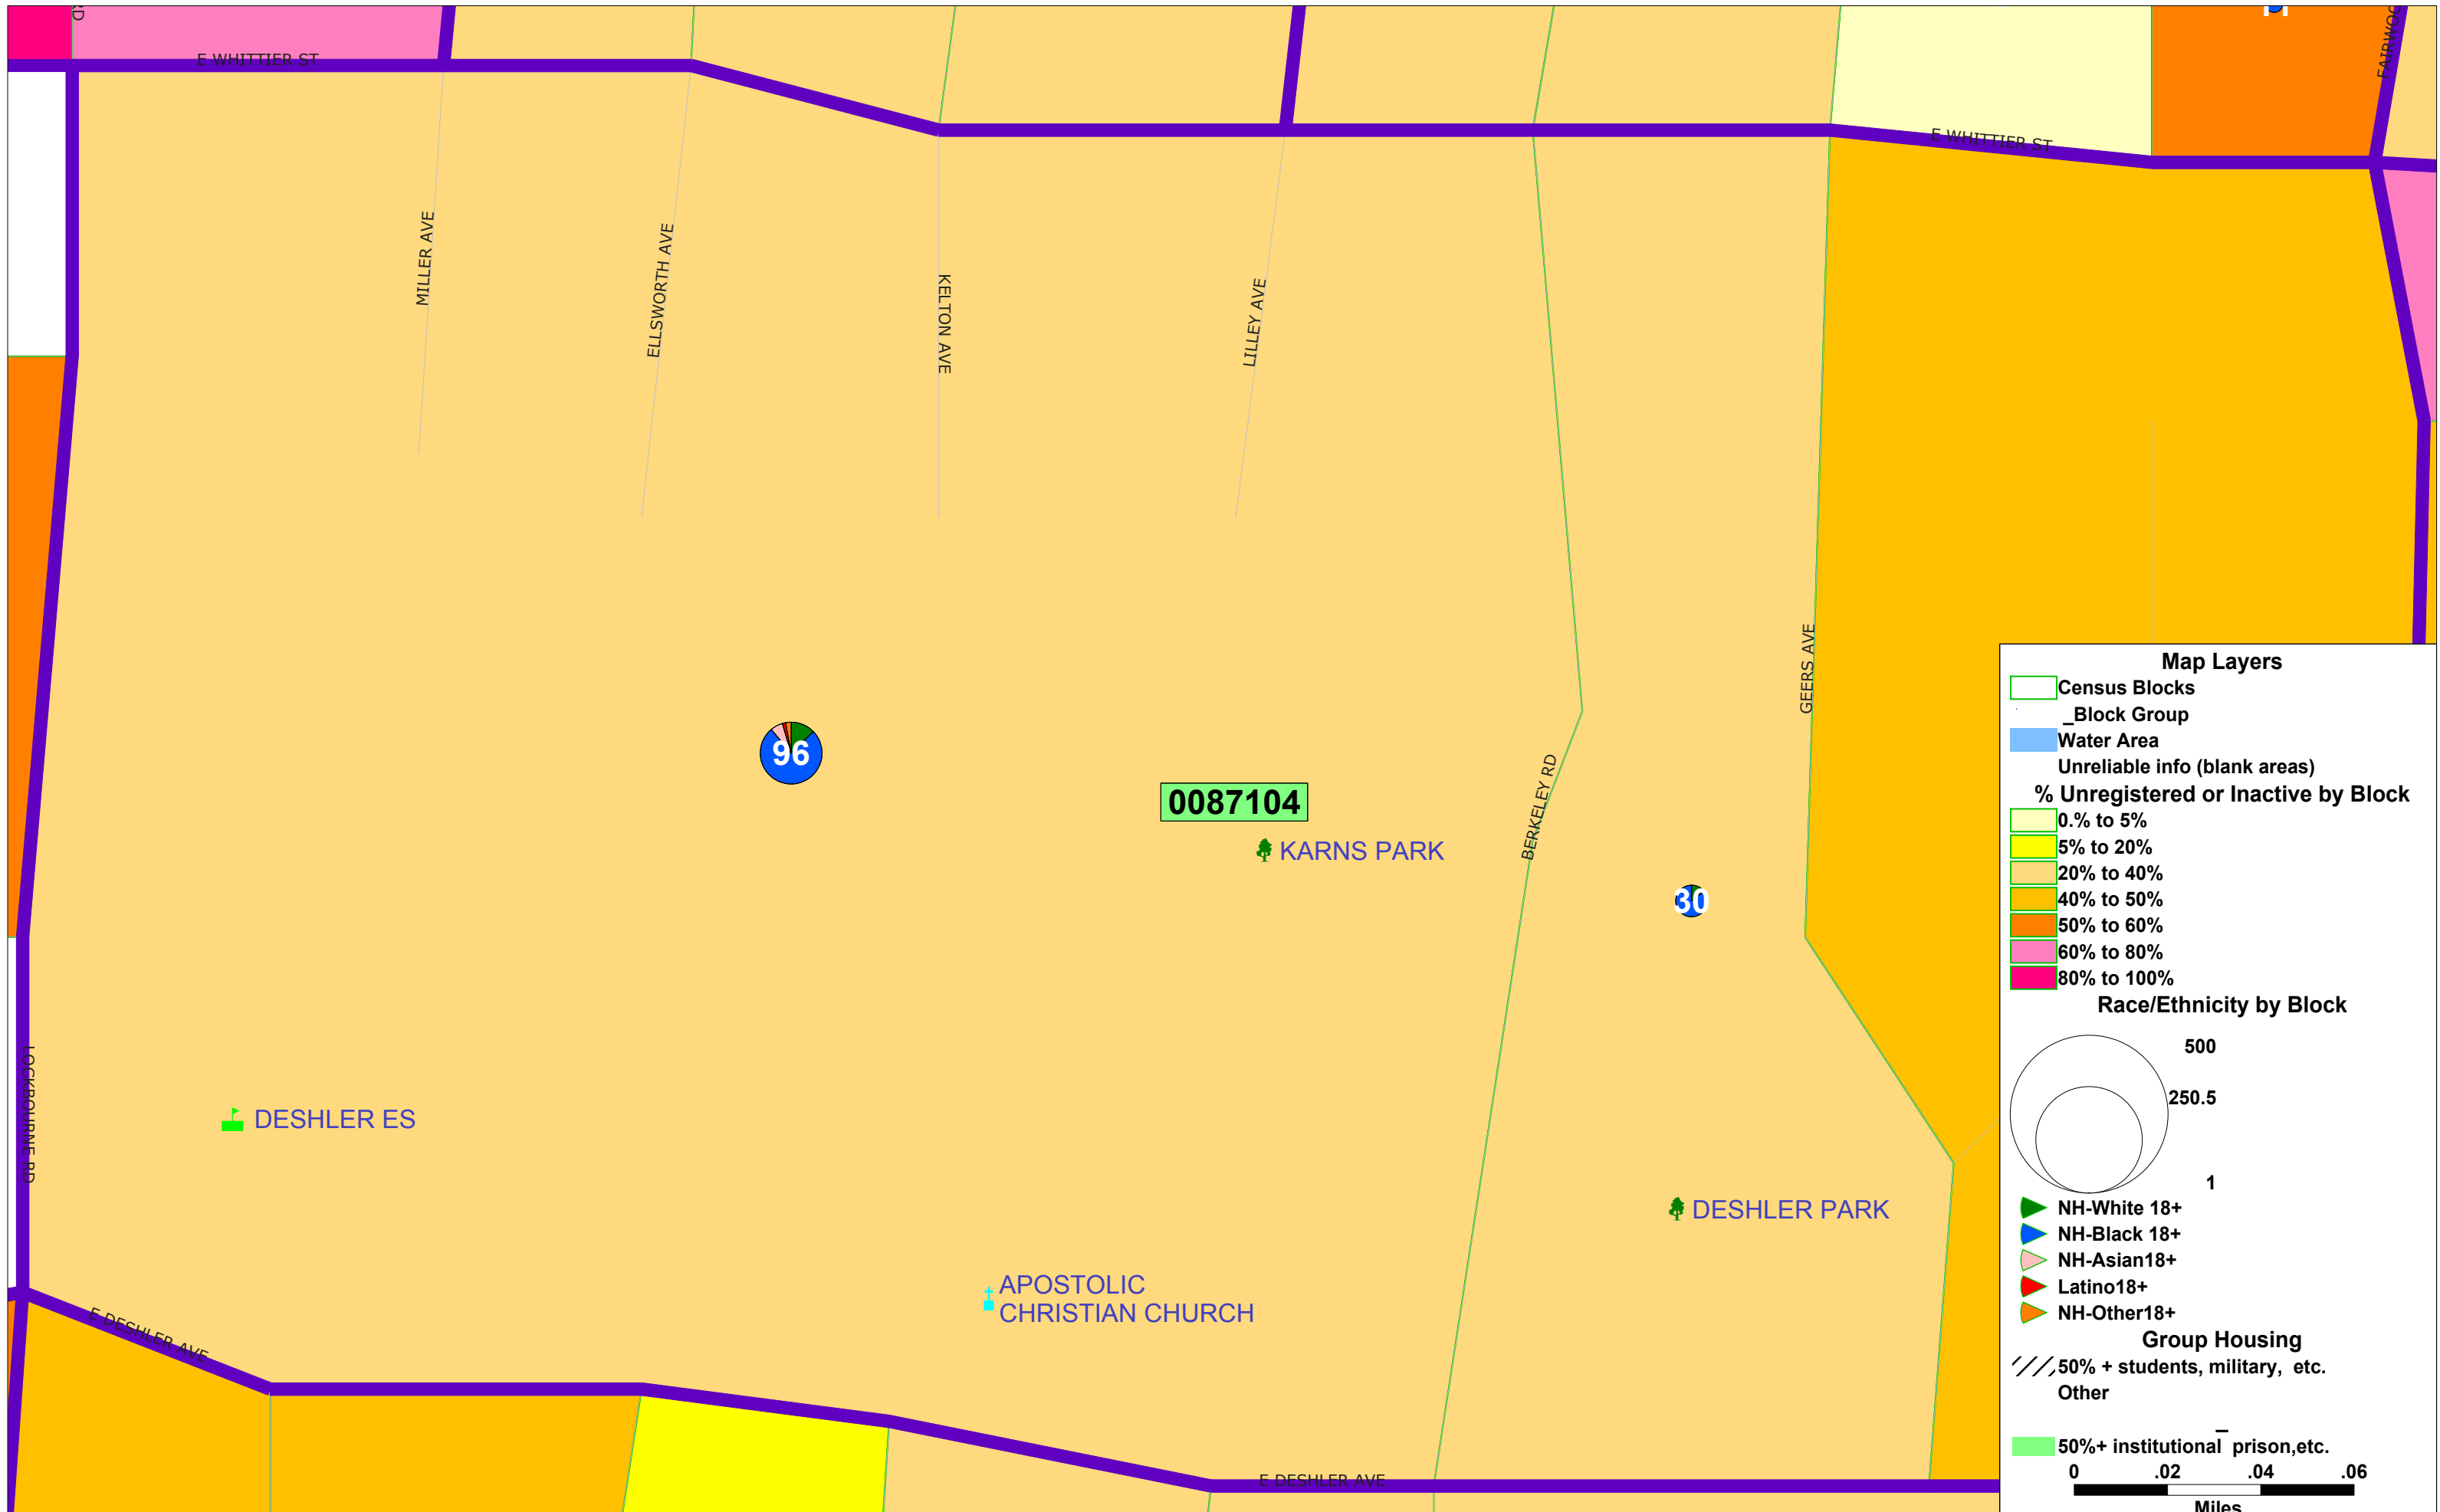 RD
E WHITTIER ST
E WHITTIER ST
MILLER AVE
ELLSWORTH AVE
KELTON AVE
LILLEY AVE
GEERS AVE
BERKELEY RD
96
0087104
KARNS PARK
30
LOCKBOURNE RD
DESHLER ES
DESHLER PARK
APOSTOLIC
CHRISTIAN CHURCH
E DESHLER AVE
E DESHLER AVE
Map Layers
Census Blocks
_Block Group
Water Area
Unreliable info (blank areas)
% Unregistered or Inactive by Block
0.% to 5%
5% to 20%
20% to 40%
40% to 50%
50% to 60%
60% to 80%
80% to 100%
Race/Ethnicity by Block
500
250.5
1
NH-White 18+
NH-Black 18+
NH-Asian18+
Latino18+
NH-Other18+
Group Housing
50% + students, military, etc.
Other
50%+ institutional_prison,etc.
0 .02 .04 .06
Miles